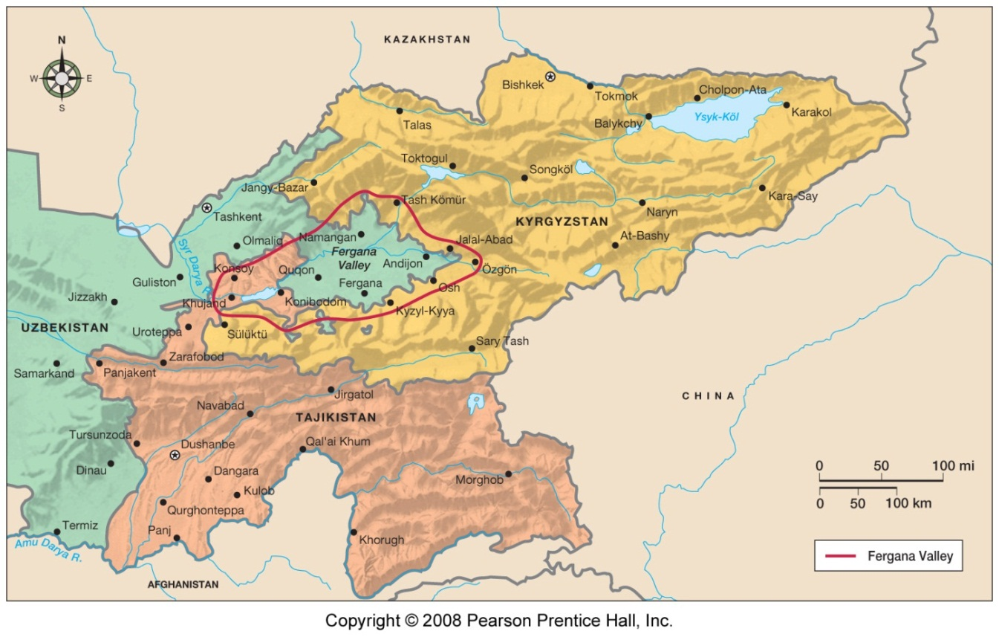 KAZAKHSTAN
N
W
E
S
Bishkek
Tokmok
Cholpon-Ata
Talas
Balykchy
Ysyk-Köl
Karakol
Toktogul
Songköl
Jangy-Bazar
Tash Kömür
Kara-Say
Tashkent
Naryn
KYRGYZSTAN
Olmaliq
Namangan
Jalal-Abad
At-Bashy
Syr Darya R.
Fergana
Valley
Konsoy
Quqon
Andijon
Özgön
Guliston
Fergana
Osh
Jizzakh
Khujand
Konibodom
Kyzyl-Kyya
UZBEKISTAN
Uroteppa
Sülüktü
Sary Tash
Zarafobod
Samarkand
Panjakent
Jirgatol
CHINA
Navabad
TAJIKISTAN
Tursunzoda
Dushanbe
Qal'ai Khum
Dinau
Dangara
Morghob
0 50 100 mi
Kulob
0 50 100 km
Qurghonteppa
Termiz
Panj
Khorugh
Amu Darya R.
Fergana Valley
AFGHANISTAN
Copyright © 2008 Pearson Prentice Hall, Inc.